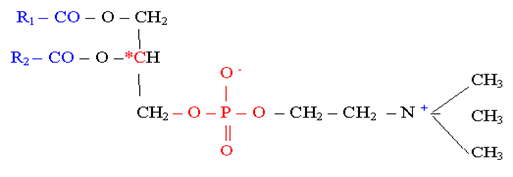 R₁ – CO – O – CH₂
R₂ – CO – O – *CH
O -
CH₃
CH₂ – O – P – O – CH₂ – CH₂ – N + – CH₃
O
CH₃